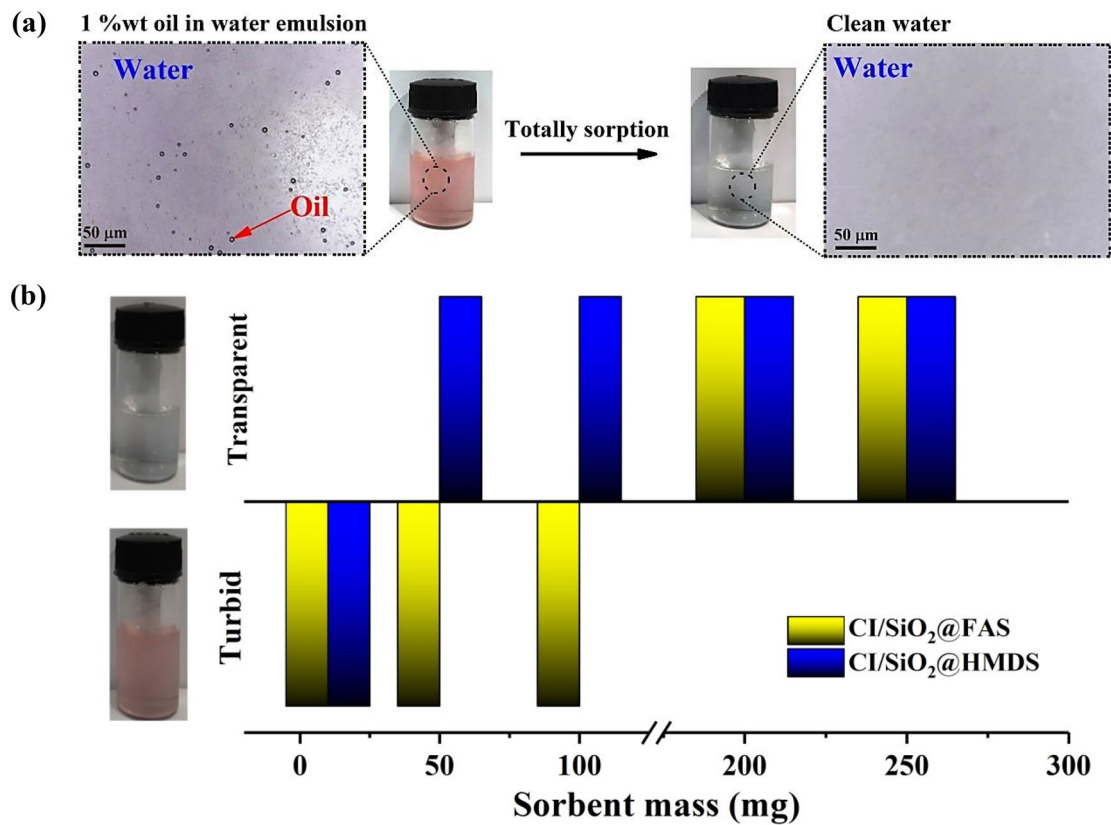 (a)
1 %wt oil in water emulsion
Clean water
Water
Oil
50 μm
Totally sorption
Water
50 μm
(b)
Transparent
Turbid
CI/SiO₂@FAS
CI/SiO₂@HMDS
0 50 100 200 250 300
Sorbent mass (mg)